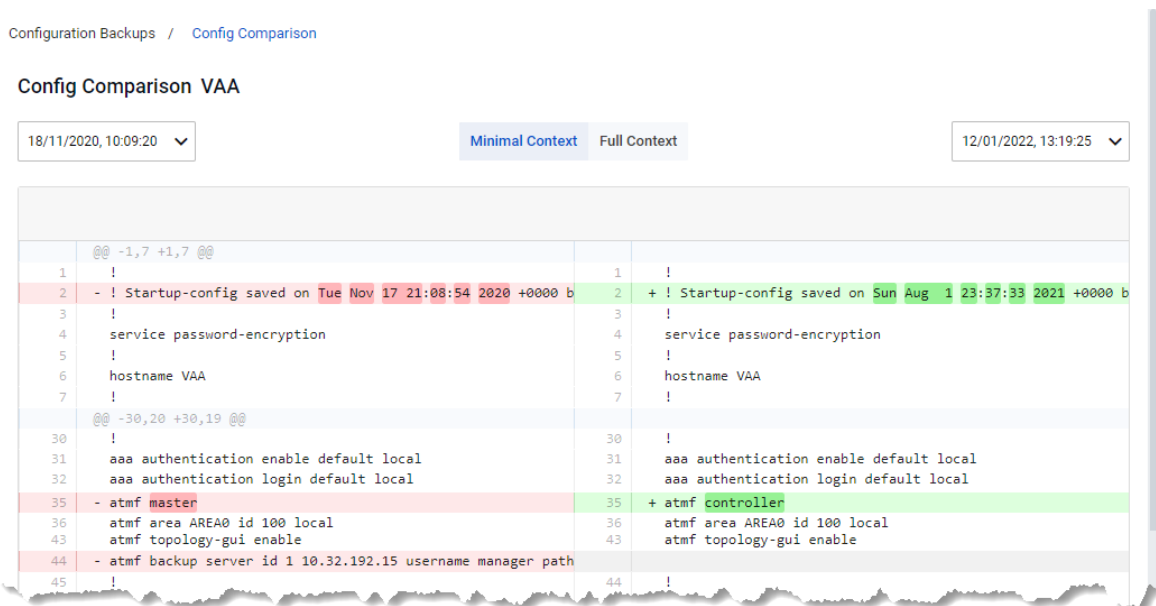 Configuration Backups / Config Comparison
Config Comparison VAA
18/11/2020, 10:09:20
Minimal Context Full Context
12/01/2022, 13:19:25
@@ -1,7 +1,7 @@
1 ! 1 !
2 - ! Startup-config saved on Tue Nov 17 21:08:54 2020 +0000 b 2 + ! Startup-config saved on Sun Aug  1 23:37:33 2021 +0000 b
3 ! 3 !
4 service password-encryption 4 service password-encryption
5 ! 5 !
6 hostname VAA 6 hostname VAA
7 ! 7 !
@@ -30,20 +30,19 @@
30 ! 30 !
31 aaa authentication enable default local 31 aaa authentication enable default local
32 aaa authentication login default local 32 aaa authentication login default local
35 - atmf master 35 + atmf controller
36 atmf area AREA0 id 100 local 36 atmf area AREA0 id 100 local
43 atmf topology-gui enable 43 atmf topology-gui enable
44 - atmf backup server id 1 10.32.192.15 username manager path
45 ! 44 !